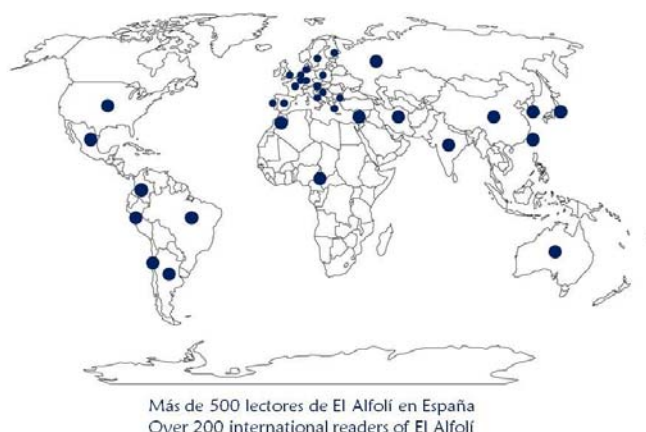 Más de 500 lectores de El Alfolí en España
Over 200 international readers of El Alfolí